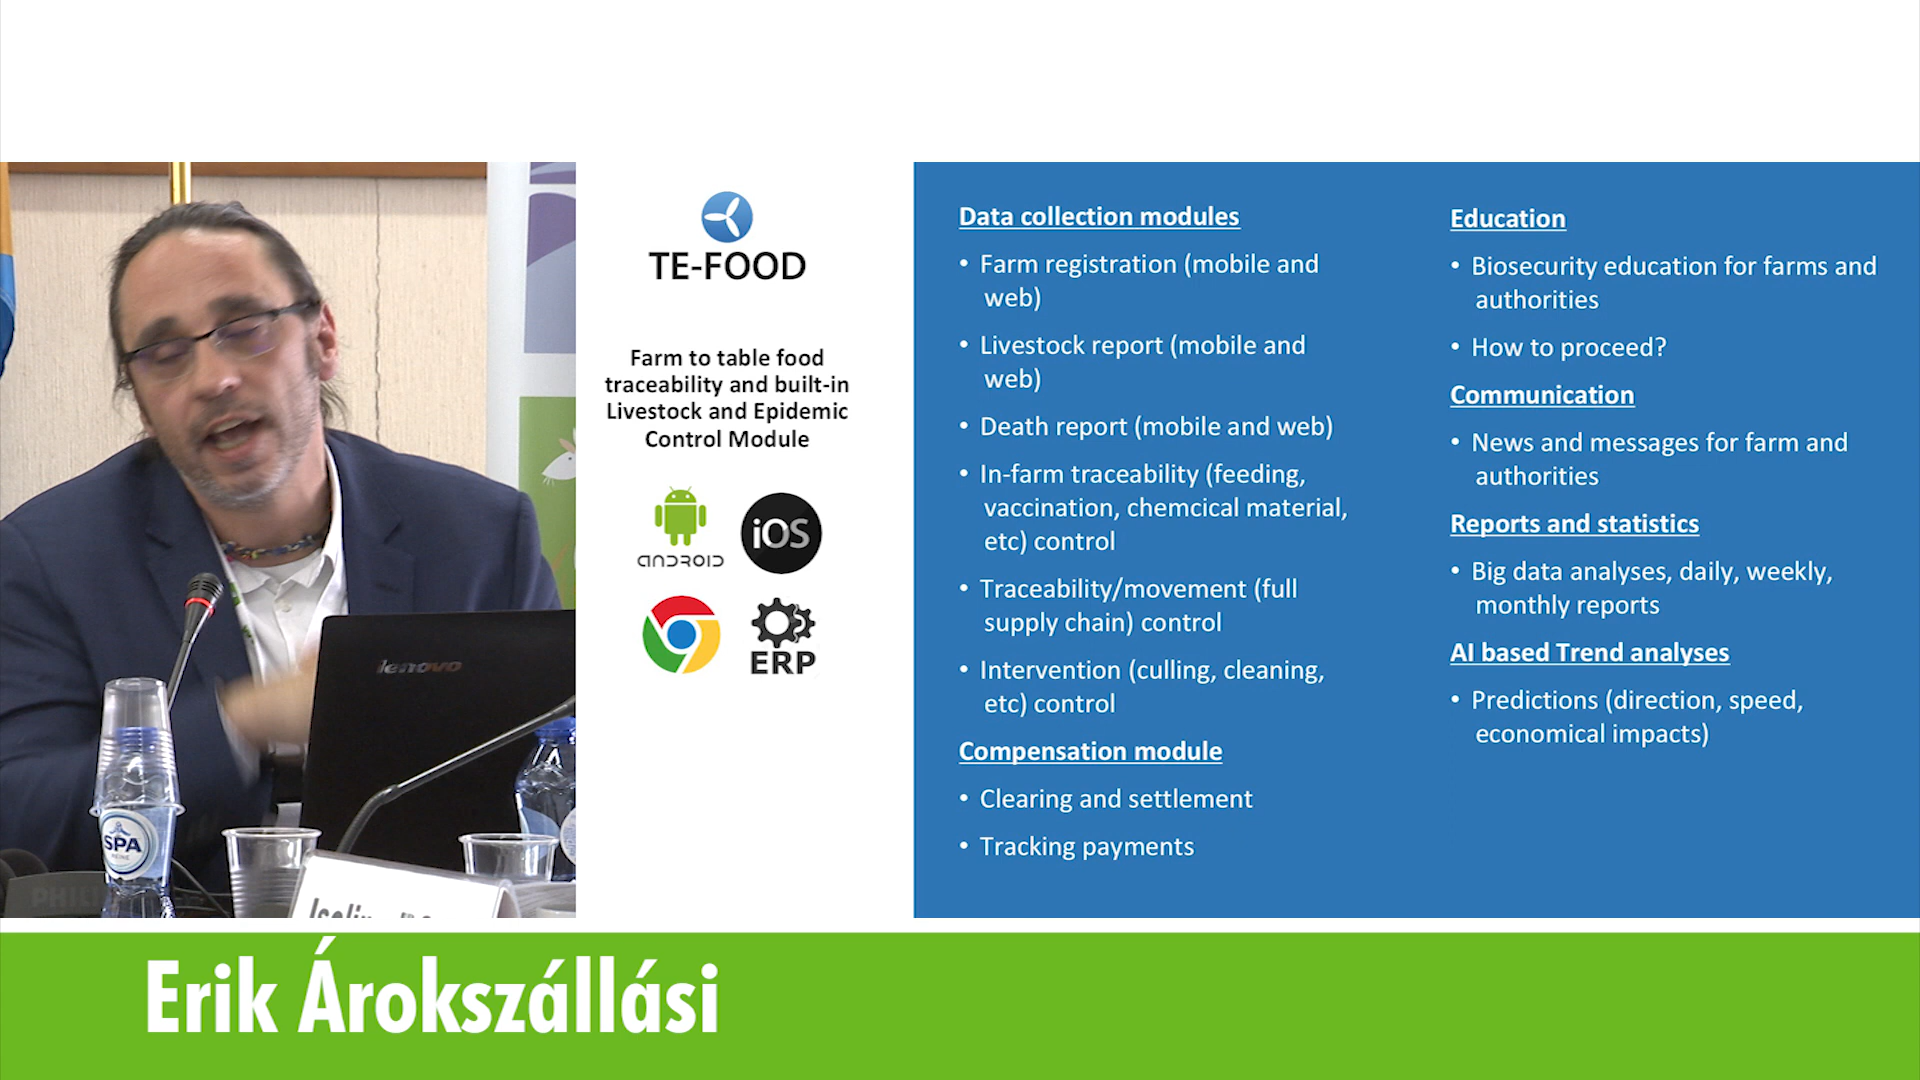 TE-FOOD
Farm to table food
traceability and built-in
Livestock and Epidemic
Control Module
ANDROID
iOS
ERP
Data collection modules
• Farm registration (mobile and
web)
• Livestock report (mobile and
web)
• Death report (mobile and web)
• In-farm traceability (feeding,
vaccination, chemcical material,
etc) control
• Traceability/movement (full
supply chain) control
• Intervention (culling, cleaning,
etc) control
Compensation module
• Clearing and settlement
• Tracking payments
Education
• Biosecurity education for farms and
authorities
• How to proceed?
Communication
• News and messages for farm and
authorities
Reports and statistics
• Big data analyses, daily, weekly,
monthly reports
AI based Trend analyses
• Predictions (direction, speed,
economical impacts)
lenovo
SPA
REINE
Erik Árokszállási